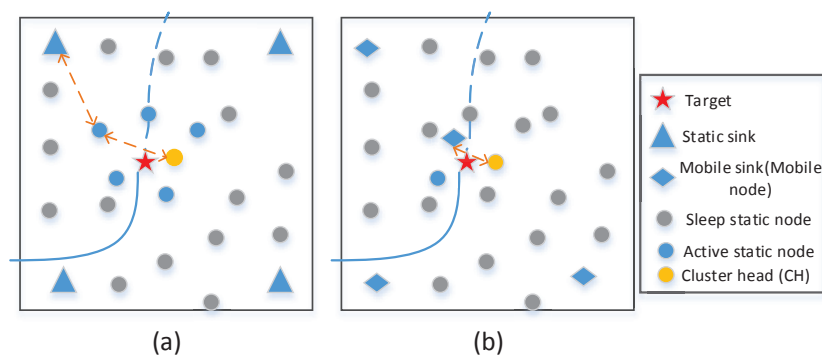 Target
Static sink
Mobile sink(Mobile
node)
Sleep static node
Active static node
Cluster head (CH)
(a)
(b)